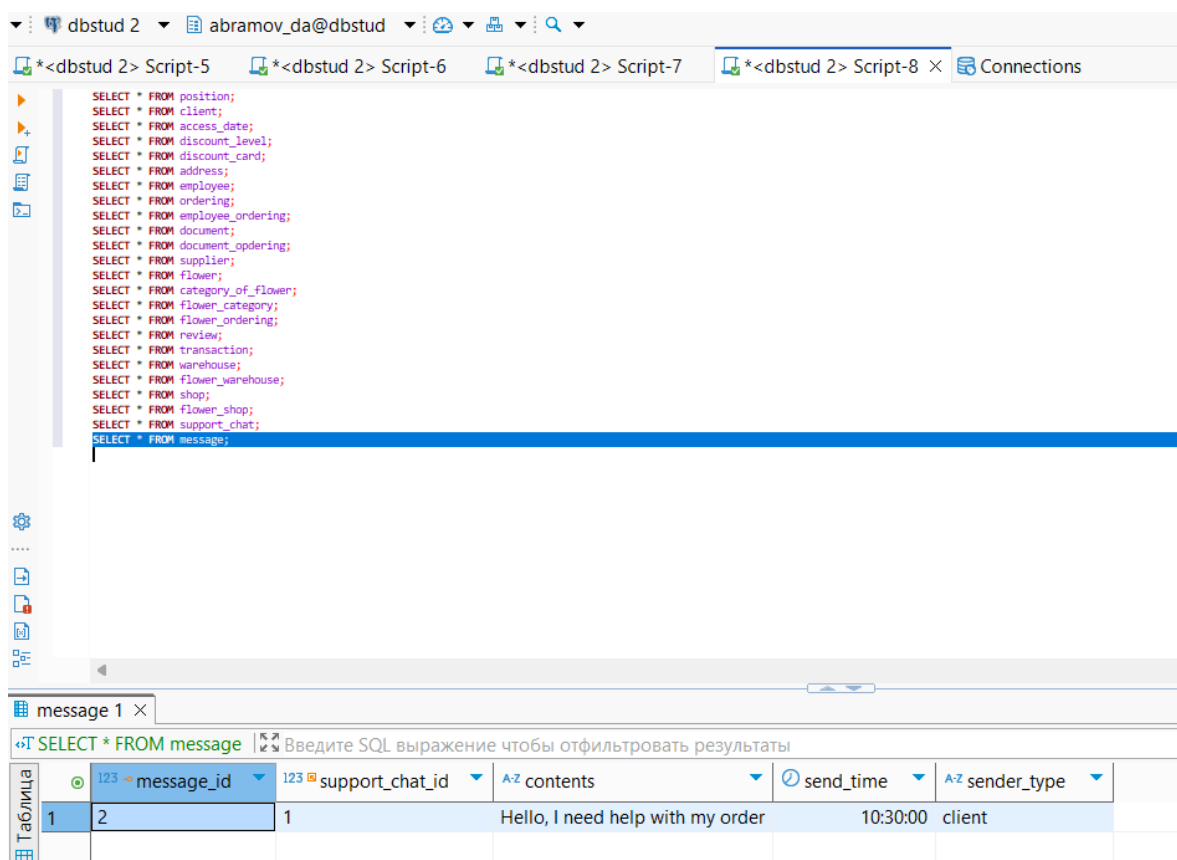 dbstud 2 abramov_da@dbstud
*<dbstud 2> Script-5 *<dbstud 2> Script-6 *<dbstud 2> Script-7 *<dbstud 2> Script-8 Connections
SELECT * FROM position;
SELECT * FROM client;
SELECT * FROM access_date;
SELECT * FROM discount_level;
SELECT * FROM discount_card;
SELECT * FROM address;
SELECT * FROM employee;
SELECT * FROM ordering;
SELECT * FROM employee_ordering;
SELECT * FROM document;
SELECT * FROM document_opdering;
SELECT * FROM supplier;
SELECT * FROM flower;
SELECT * FROM category_of_flower;
SELECT * FROM flower_category;
SELECT * FROM flower_ordering;
SELECT * FROM review;
SELECT * FROM transaction;
SELECT * FROM warehouse;
SELECT * FROM flower_warehouse;
SELECT * FROM shop;
SELECT * FROM flower_shop;
SELECT * FROM support_chat;
SELECT * FROM message;
message 1
SELECT * FROM message Введите SQL выражение чтобы отфильтровать результаты
Таблица
123 message_id 123 support_chat_id A-Z contents send_time A-Z sender_type
1 2 1 Hello, I need help with my order 10:30:00 client